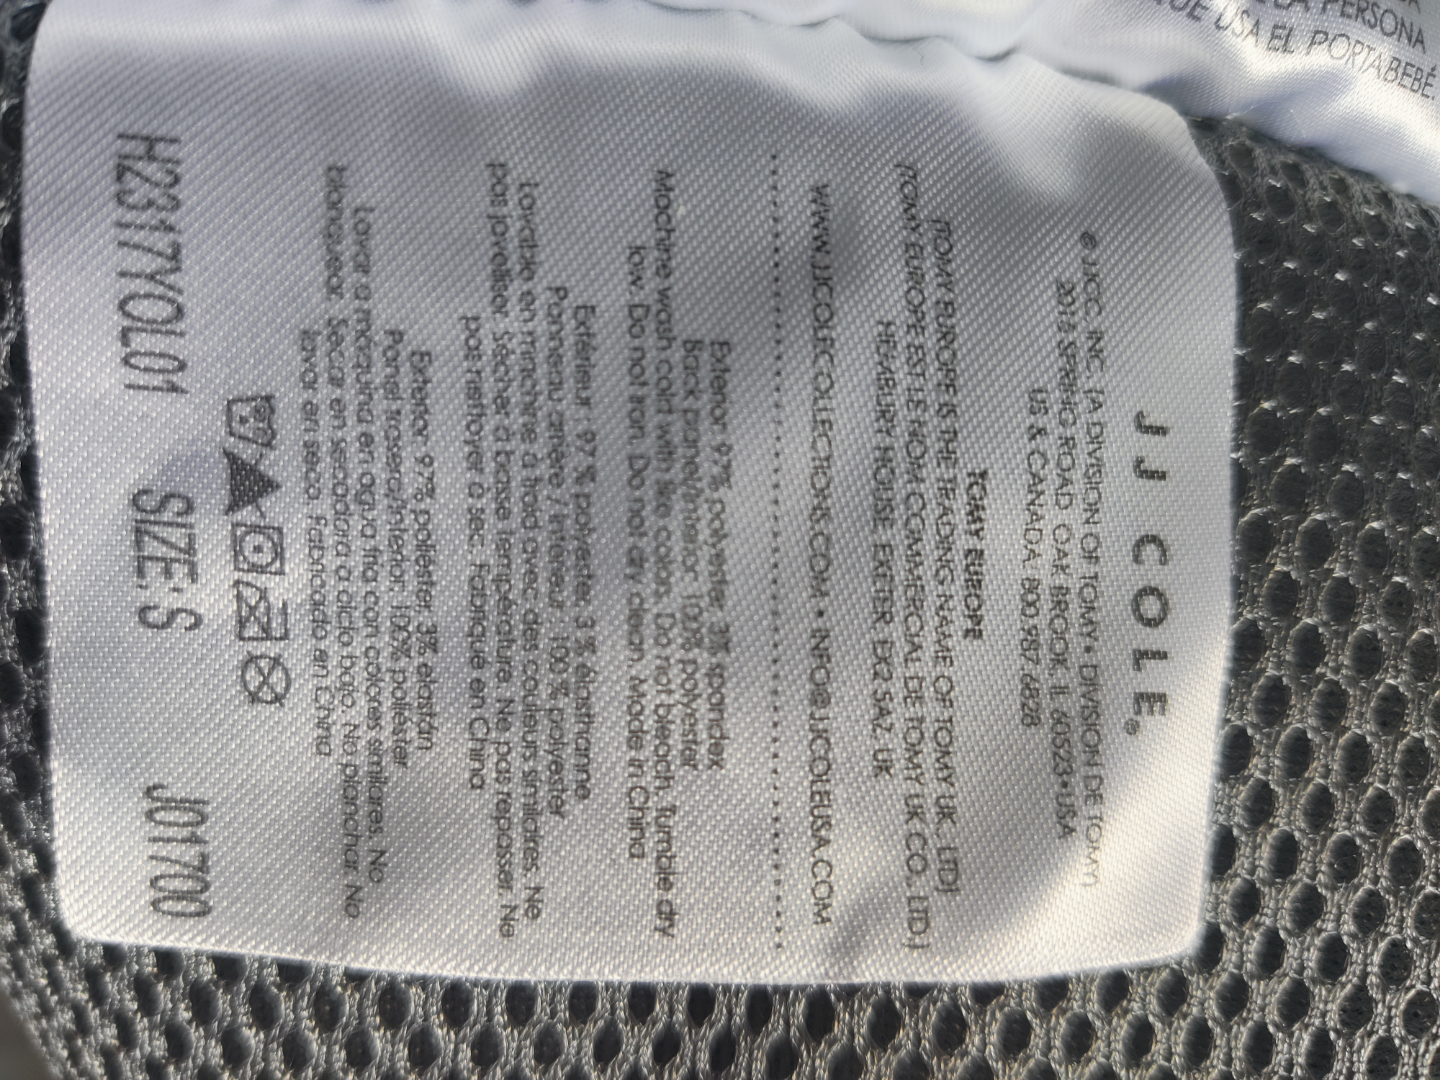 JJ COLE®
© JJCC, INC. (A DIVISION OF TOMY • DIVISION DE TOMY)
2015 SPRING ROAD OAK BROOK, IL 60523•USA
US & CANADA 800.987.6828
TOMY EUROPE
(TOMY EUROPE IS THE TRADING NAME OF TOMY UK. LTD)
(TOMY EUROPE EST LE NOM COMMERCIAL DE TOMY UK CO. LTD)
HEMBURY HOUSE EXETER EX2 5AZ UK
WWW.JJCOLECOLLECTIONS.COM • INFO@JJCOLEUSA.COM
Exterior 97% polyester, 3% spandex
Back panel/interior: 100% polyester
Machine wash cold with like colors. Do not bleach. Tumble dry
low. Do not iron. Do not dry clean. Made in China
Extérieur : 97 % polyester, 3 % élasthanne
Panneau arrière / intérieur : 100 % polyester
Lavable en machine à froid avec des couleurs similaires. Ne
pas javelliser. Sécher à basse température. Ne pas repasser. Ne
pas nettoyer à sec. Fabriqué en China
Exterior 97% poliéster, 3% elastán
Panel trasero/interior: 100% poliéster
Lavar a máquina en agua fría con colores similares. No
blanquear. Secar en secadora a ciclo bajo. No planchar. No
lavar en seco. Fabricado en China
H2317YOL01 SIZE: S J01700
LA PERSONA
QUE USA EL PORTABEBÉ.